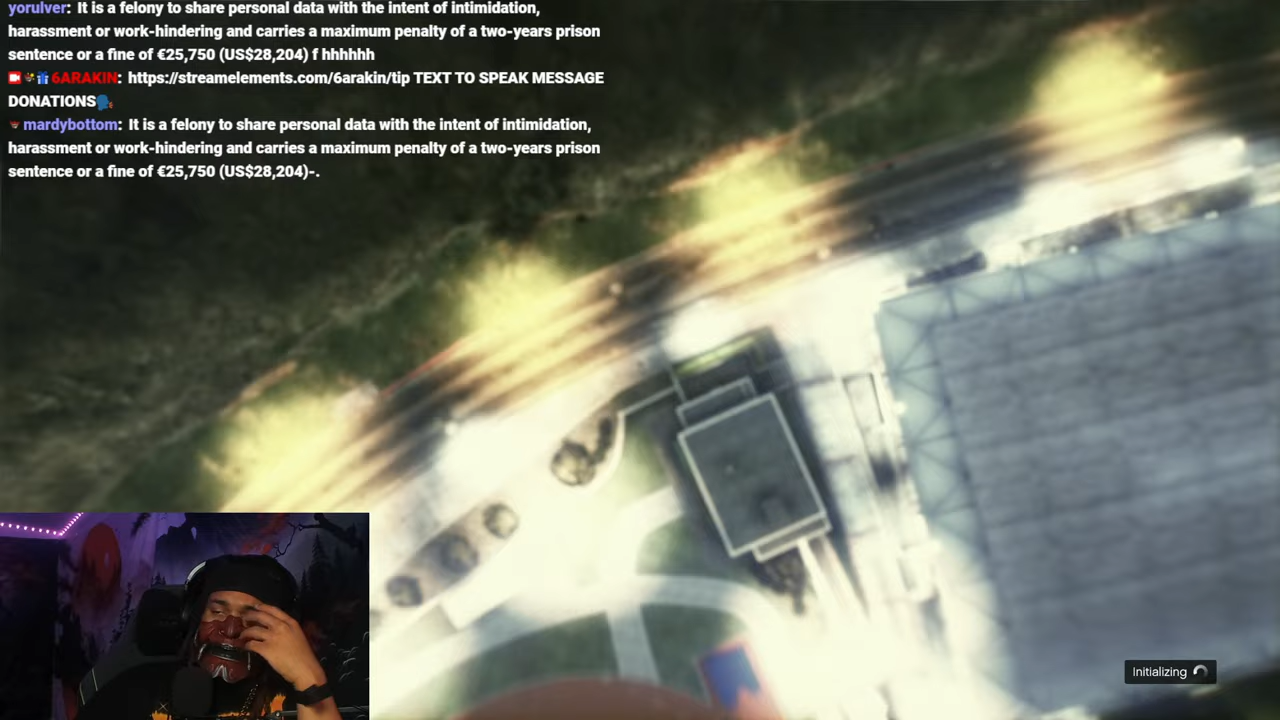 yorulver: It is a felony to share personal data with the intent of intimidation,
harassment or work-hindering and carries a maximum penalty of a two-years prison
sentence or a fine of €25,750 (US$28,204) f hhhhhh
6ARAKIN: https://streamelements.com/6arakin/tip TEXT TO SPEAK MESSAGE
DONATIONS🗣️
mardybottom: It is a felony to share personal data with the intent of intimidation,
harassment or work-hindering and carries a maximum penalty of a two-years prison
sentence or a fine of €25,750 (US$28,204)-.
Initializing